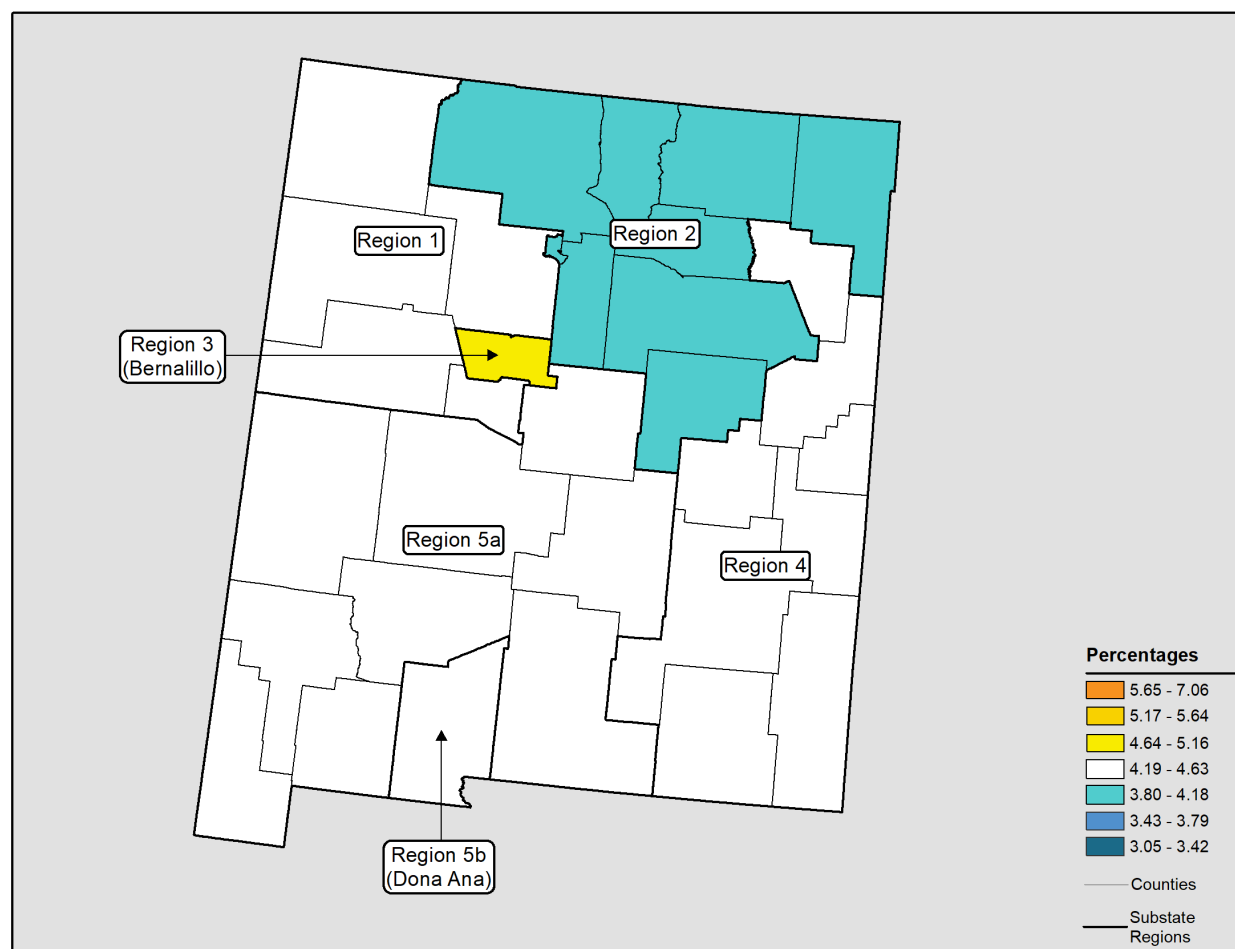 Region 1
Region 2
Region 3
(Bernalillo)
Region 5a
Region 4
Region 5b
(Dona Ana)
Percentages
5.65 - 7.06
5.17 - 5.64
4.64 - 5.16
4.19 - 4.63
3.80 - 4.18
3.43 - 3.79
3.05 - 3.42
Counties
Substate
Regions